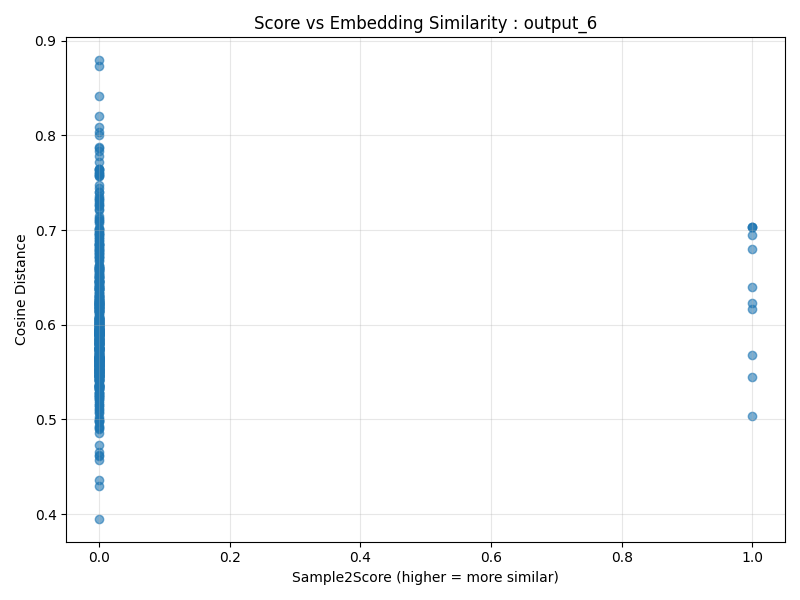 Score vs Embedding Similarity : output_6
0.9
0.8
0.7
0.6
0.5
0.4
Cosine Distance
0.0 0.2 0.4 0.6 0.8 1.0
Sample2Score (higher = more similar)